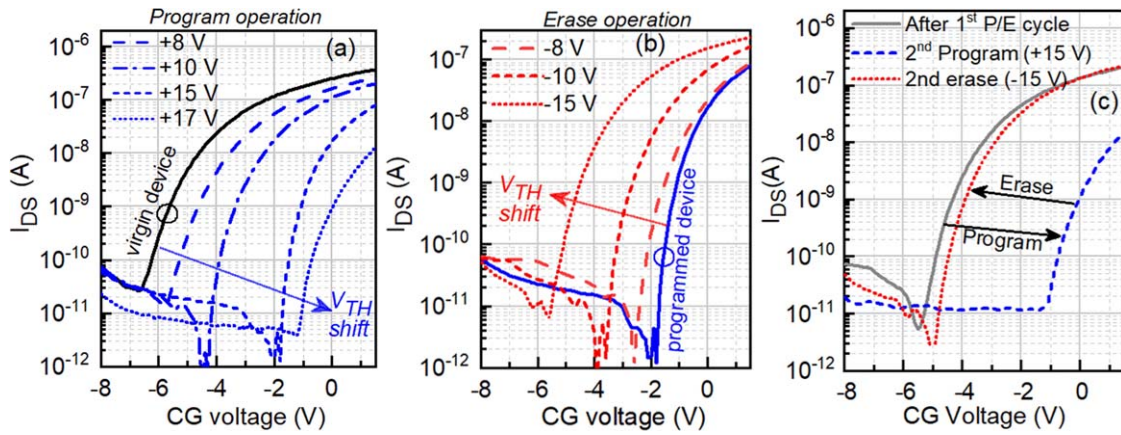 Program operation
(a)
+8 V
+10 V
+15 V
+17 V
virgin device
V_TH
shift
10^-6
10^-7
10^-8
10^-9
10^-10
10^-11
10^-12
I_DS (A)
-8 -6 -4 -2 0
CG voltage (V)
Erase operation
(b)
-8 V
-10 V
-15 V
V_TH
shift
programmed device
10^-7
10^-8
10^-9
10^-10
10^-11
10^-12
I_DS (A)
-8 -6 -4 -2 0
CG voltage (V)
After 1^st P/E cycle
2^nd Program (+15 V)
2nd erase (-15 V)
(c)
Erase
Program
10^-6
10^-7
10^-8
10^-9
10^-10
10^-11
10^-12
I_DS(A)
-8 -6 -4 -2 0
CG Voltage (V)